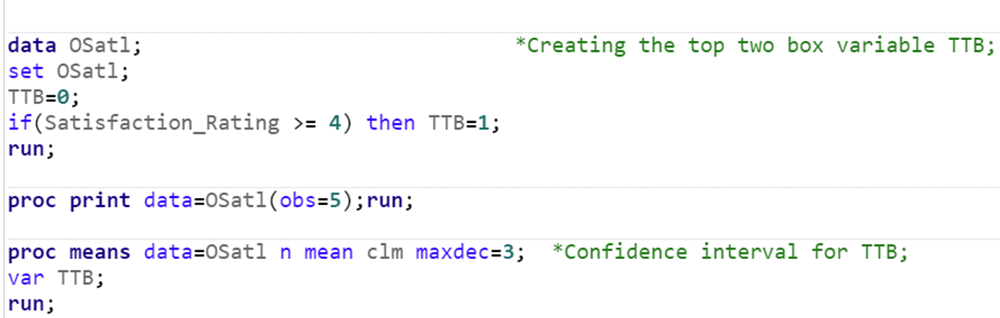 data OSatl; *Creating the top two box variable TTB;
set OSatl;
TTB=0;
if(Satisfaction_Rating >= 4) then TTB=1;
run;
proc print data=OSatl(obs=5);run;
proc means data=OSatl n mean clm maxdec=3; *Confidence interval for TTB;
var TTB;
run;